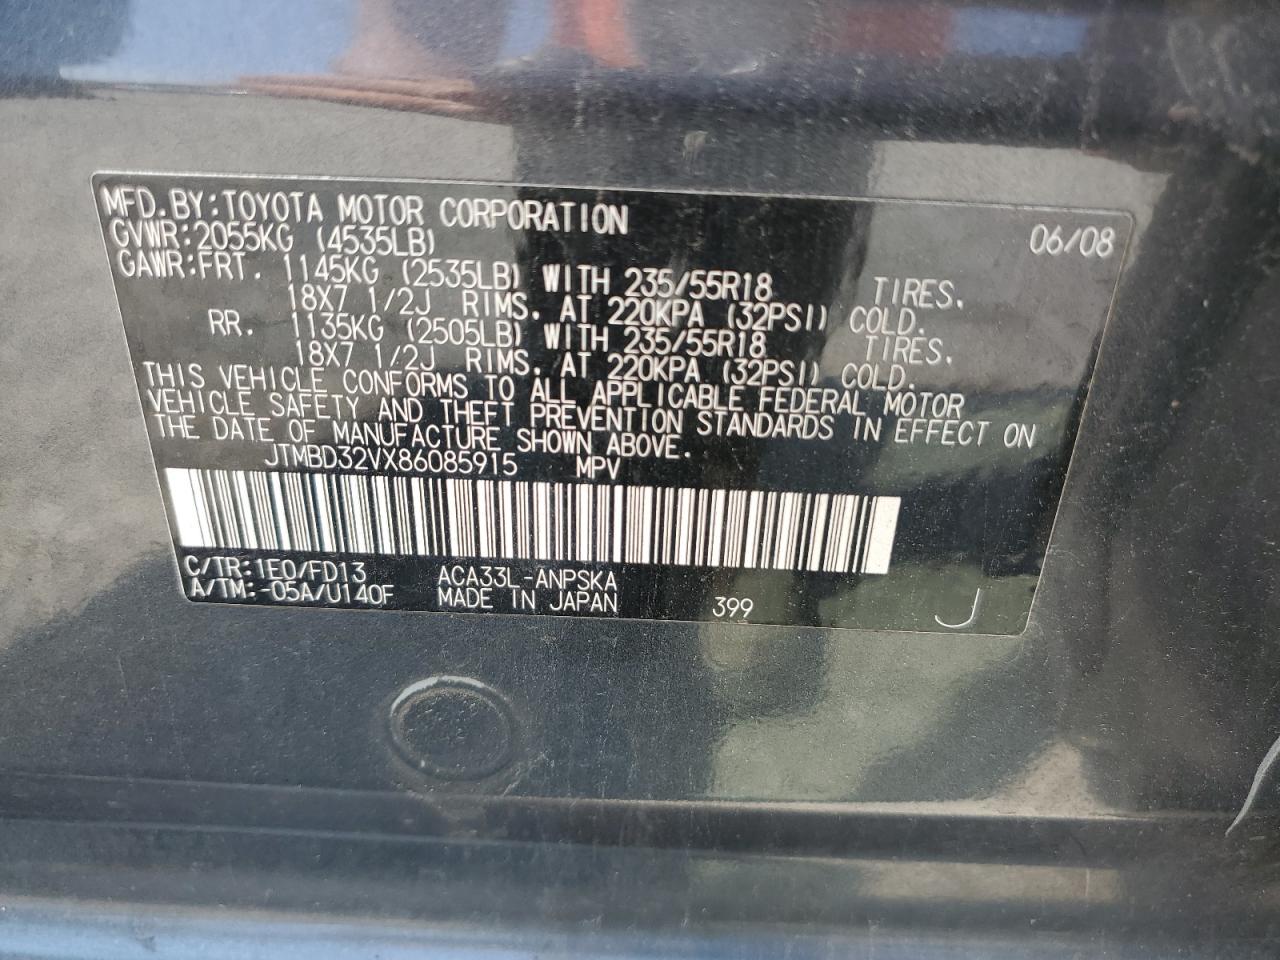 MFD.BY:TOYOTA MOTOR CORPORATION 06/08
GVWR:2055KG (4535LB)
GAWR:FRT. 1145KG (2535LB) WITH 235/55R18 TIRES.
18X7 1/2J RIMS. AT 220KPA (32PSI) COLD.
RR. 1135KG (2505LB) WITH 235/55R18 TIRES.
18X7 1/2J RIMS. AT 220KPA (32PSI) COLD.
THIS VEHICLE CONFORMS TO ALL APPLICABLE FEDERAL MOTOR
VEHICLE SAFETY AND THEFT PREVENTION STANDARDS IN EFFECT ON
THE DATE OF MANUFACTURE SHOWN ABOVE.
JTMBD32VX86085915 MPV
C/TR:1E0/FD13 ACA33L-ANPSKA
A/TM:-05A/U140F MADE IN JAPAN 399 J